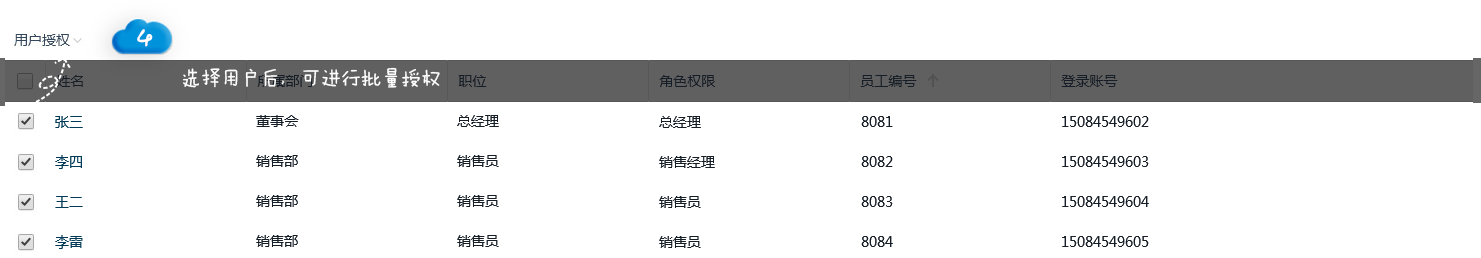 用户授权
4
选择用户后，可进行批量授权
姓名 所属部门 职位 角色权限 员工编号 登录账号
张三 董事会 总经理 总经理 8081 15084549602
李四 销售部 销售员 销售经理 8082 15084549603
王二 销售部 销售员 销售员 8083 15084549604
李雷 销售部 销售员 销售员 8084 15084549605